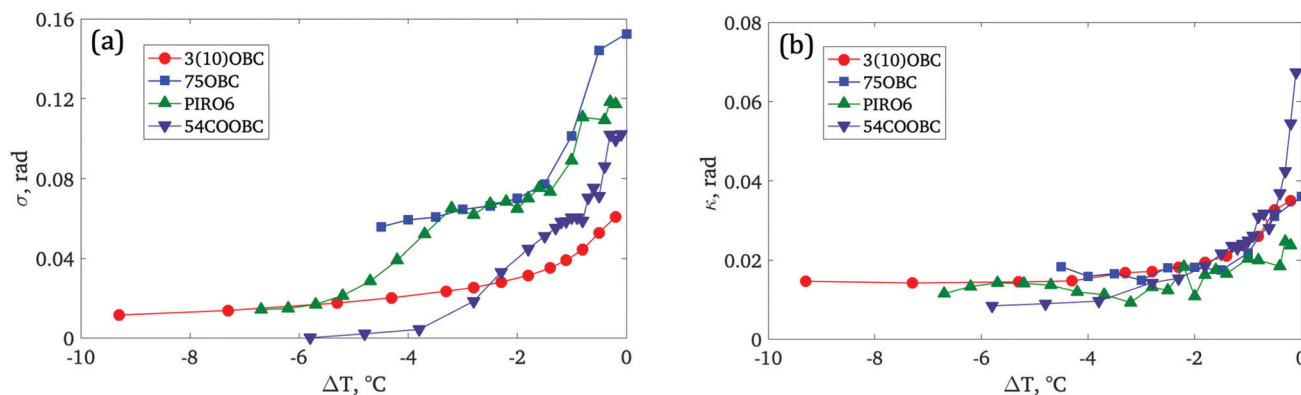 (a)
σ, rad
0.16
0.12
0.08
0.04
0
3(10)OBC
75OBC
PIRO6
54COOBC
-10
-8
-6
-4
-2
0
ΔT, °C
(b)
κ, rad
0.08
0.06
0.04
0.02
0
3(10)OBC
75OBC
PIRO6
54COOBC
-10
-8
-6
-4
-2
0
ΔT, °C